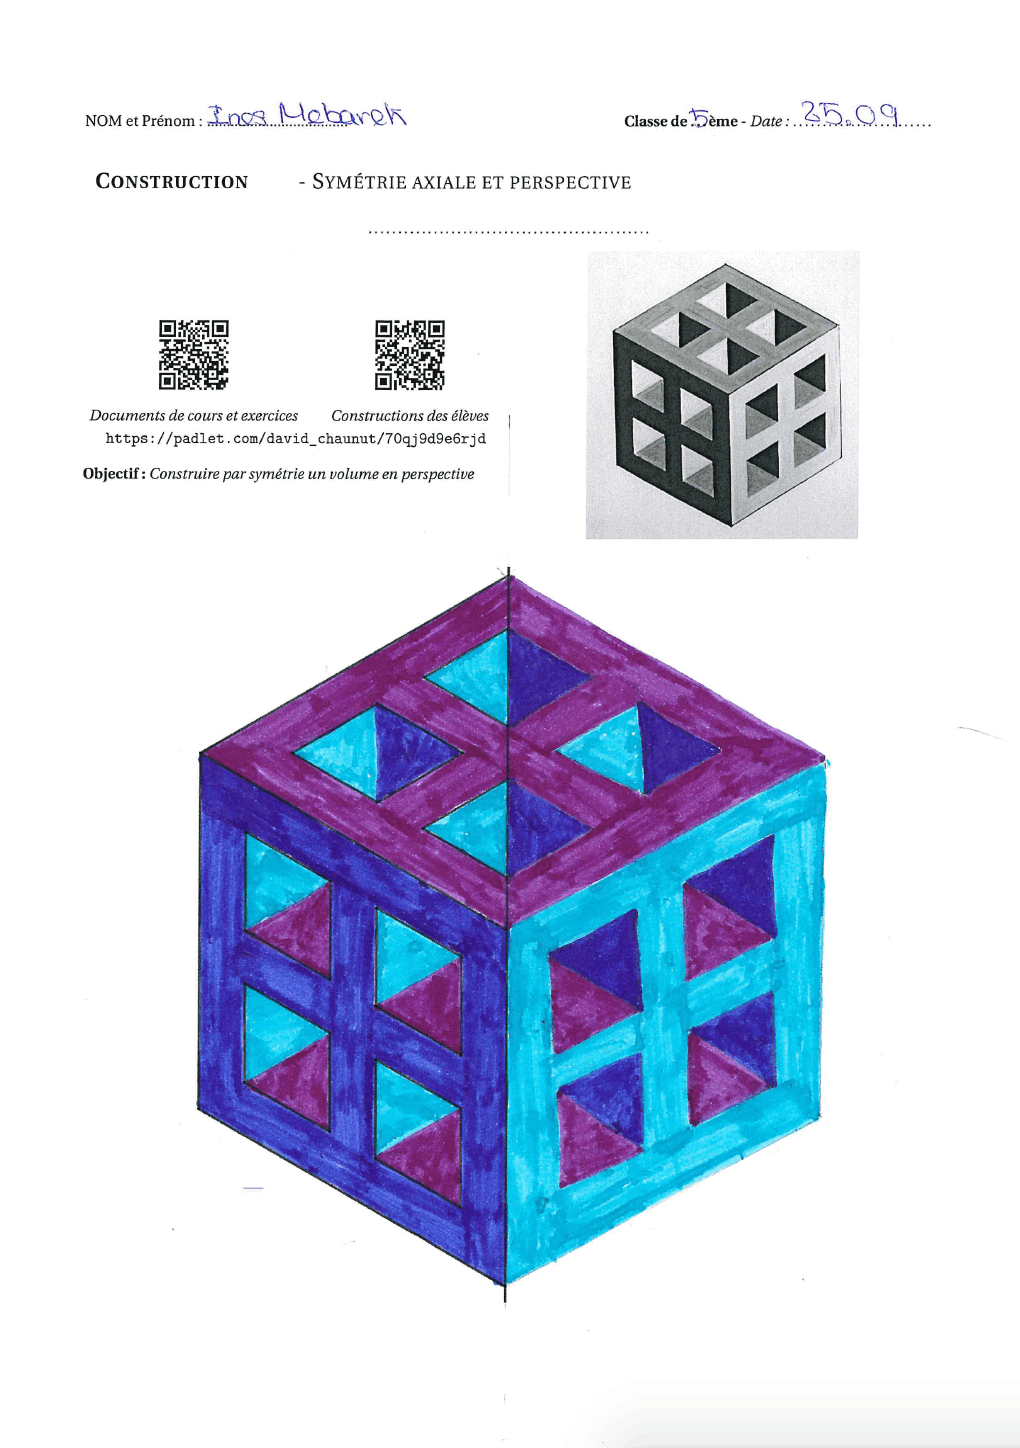 NOM et Prénom : Ines Mebarek
Classe de 5ème - Date : 25.09
CONSTRUCTION - SYMÉTRIE AXIALE ET PERSPECTIVE
Documents de cours et exercices
Constructions des élèves
https://padlet.com/david_chaunut/70qj9d9e6rjd
Objectif : Construire par symétrie un volume en perspective